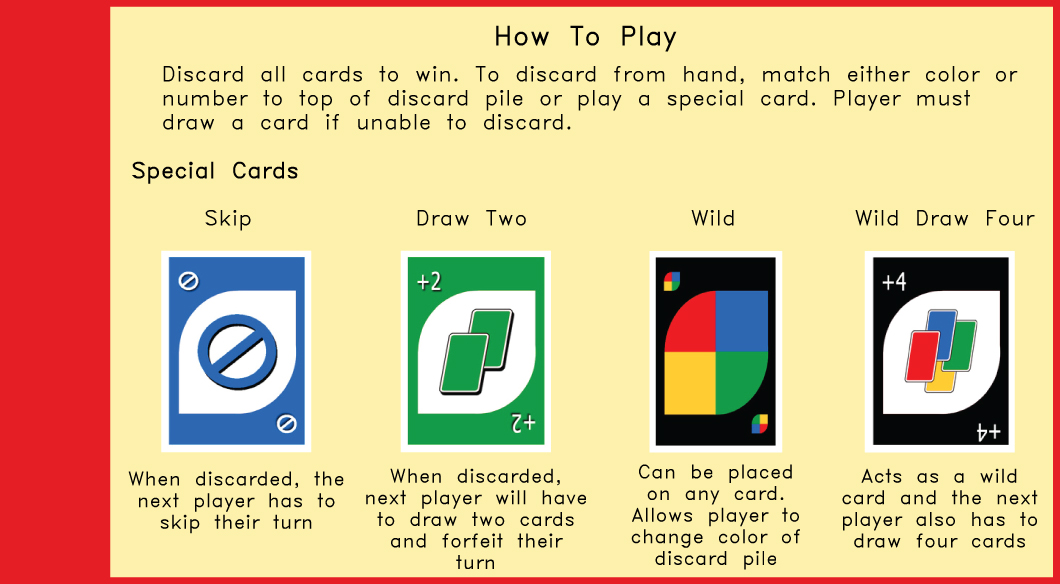 How To Play
Discard all cards to win. To discard from hand, match either color or
number to top of discard pile or play a special card. Player must
draw a card if unable to discard.
Special Cards
Skip
When discarded, the
next player has to
skip their turn
Draw Two
+2
+2
When discarded,
next player will have
to draw two cards
and forfeit their
turn
Wild
Can be placed
on any card.
Allows player to
change color of
discard pile
Wild Draw Four
+4
+4
Acts as a wild
card and the next
player also has to
draw four cards